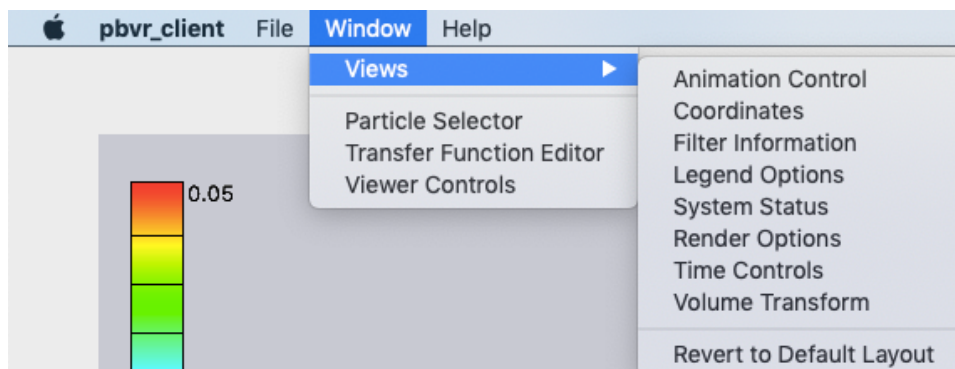 pbvr_client File Window Help
Views
Particle Selector
Transfer Function Editor
Viewer Controls
Animation Control
Coordinates
Filter Information
Legend Options
System Status
Render Options
Time Controls
Volume Transform
Revert to Default Layout
0.05